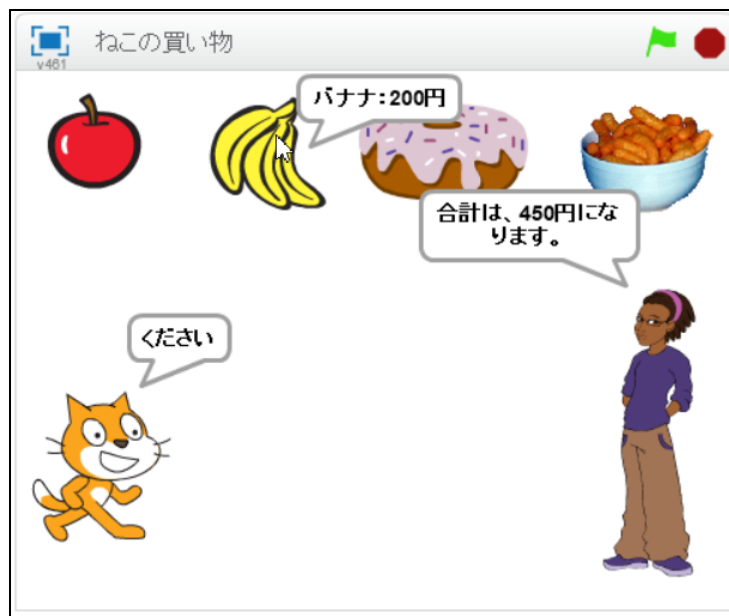 ねこの買い物
v461
バナナ:200円
合計は、450円にな
ります。
ください